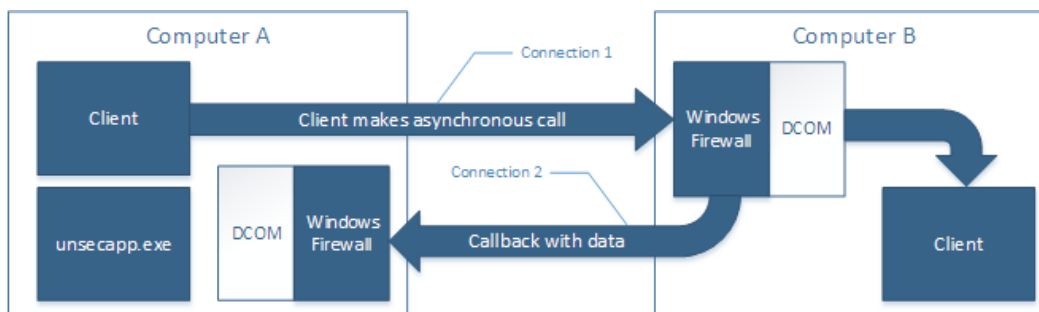 Computer A
Computer B
Connection 1
Client
Client makes asynchronous call
Windows
Firewall
DCOM
Connection 2
unsecapp.exe
DCOM
Windows
Firewall
Callback with data
Client